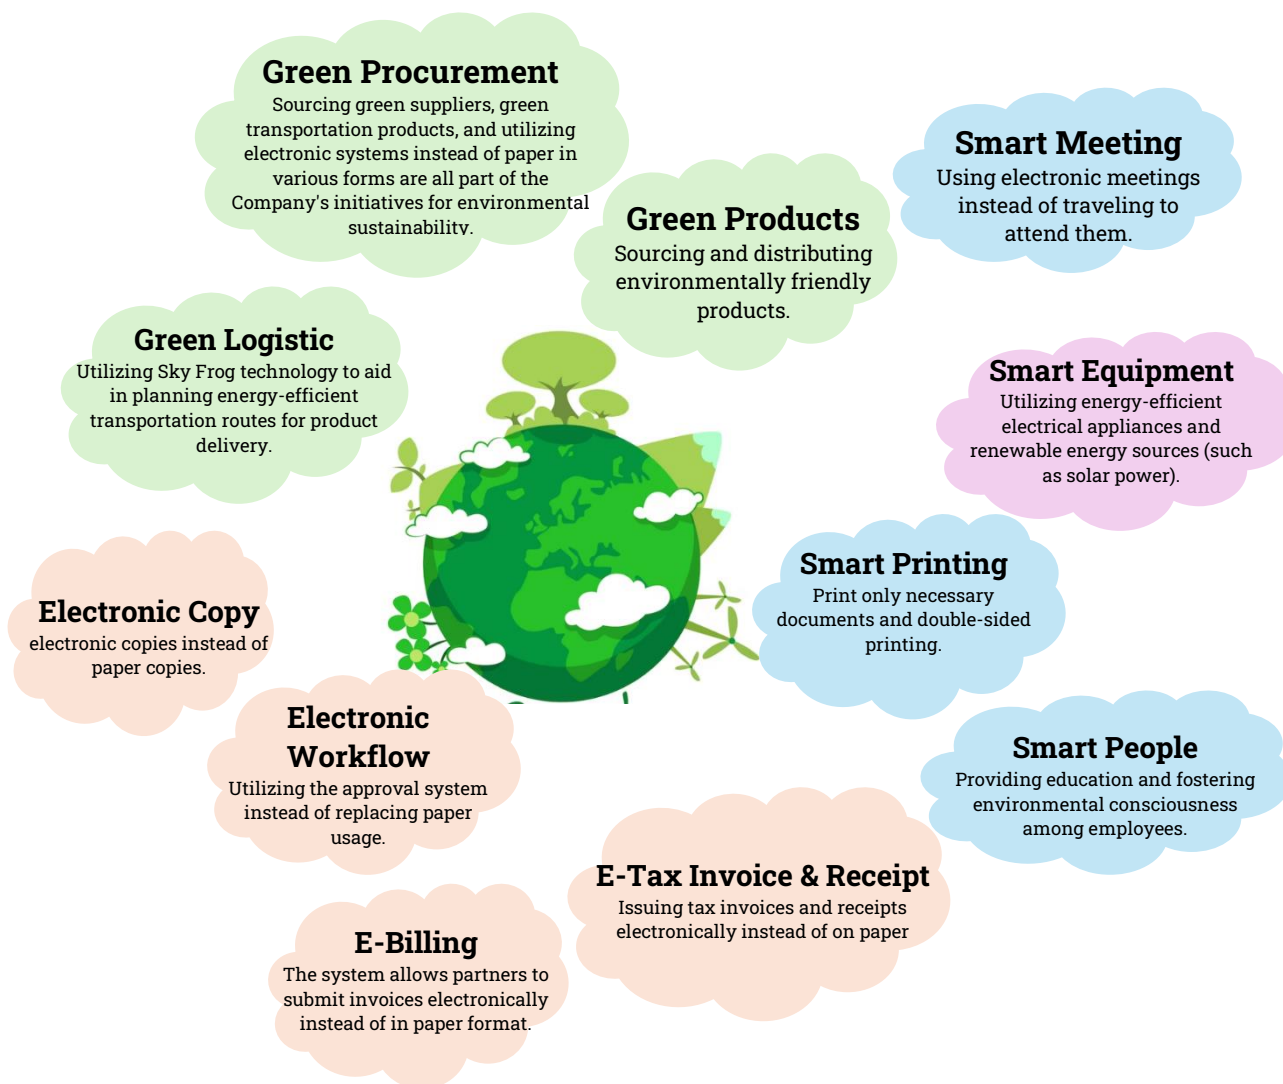 Green Procurement
Sourcing green suppliers, green
transportation products, and utilizing
electronic systems instead of paper in
various forms are all part of the
Company's initiatives for environmental
sustainability.
Green Products
Sourcing and distributing
environmentally friendly
products.
Smart Meeting
Using electronic meetings
instead of traveling to
attend them.
Green Logistic
Utilizing Sky Frog technology to aid
in planning energy-efficient
transportation routes for product
delivery.
Smart Equipment
Utilizing energy-efficient
electrical appliances and
renewable energy sources (such
as solar power).
Smart Printing
Print only necessary
documents and double-sided
printing.
Electronic Copy
electronic copies instead of
paper copies.
Electronic
Workflow
Utilizing the approval system
instead of replacing paper
usage.
Smart People
Providing education and fostering
environmental consciousness
among employees.
E-Tax Invoice & Receipt
Issuing tax invoices and receipts
electronically instead of on paper
E-Billing
The system allows partners to
submit invoices electronically
instead of in paper format.